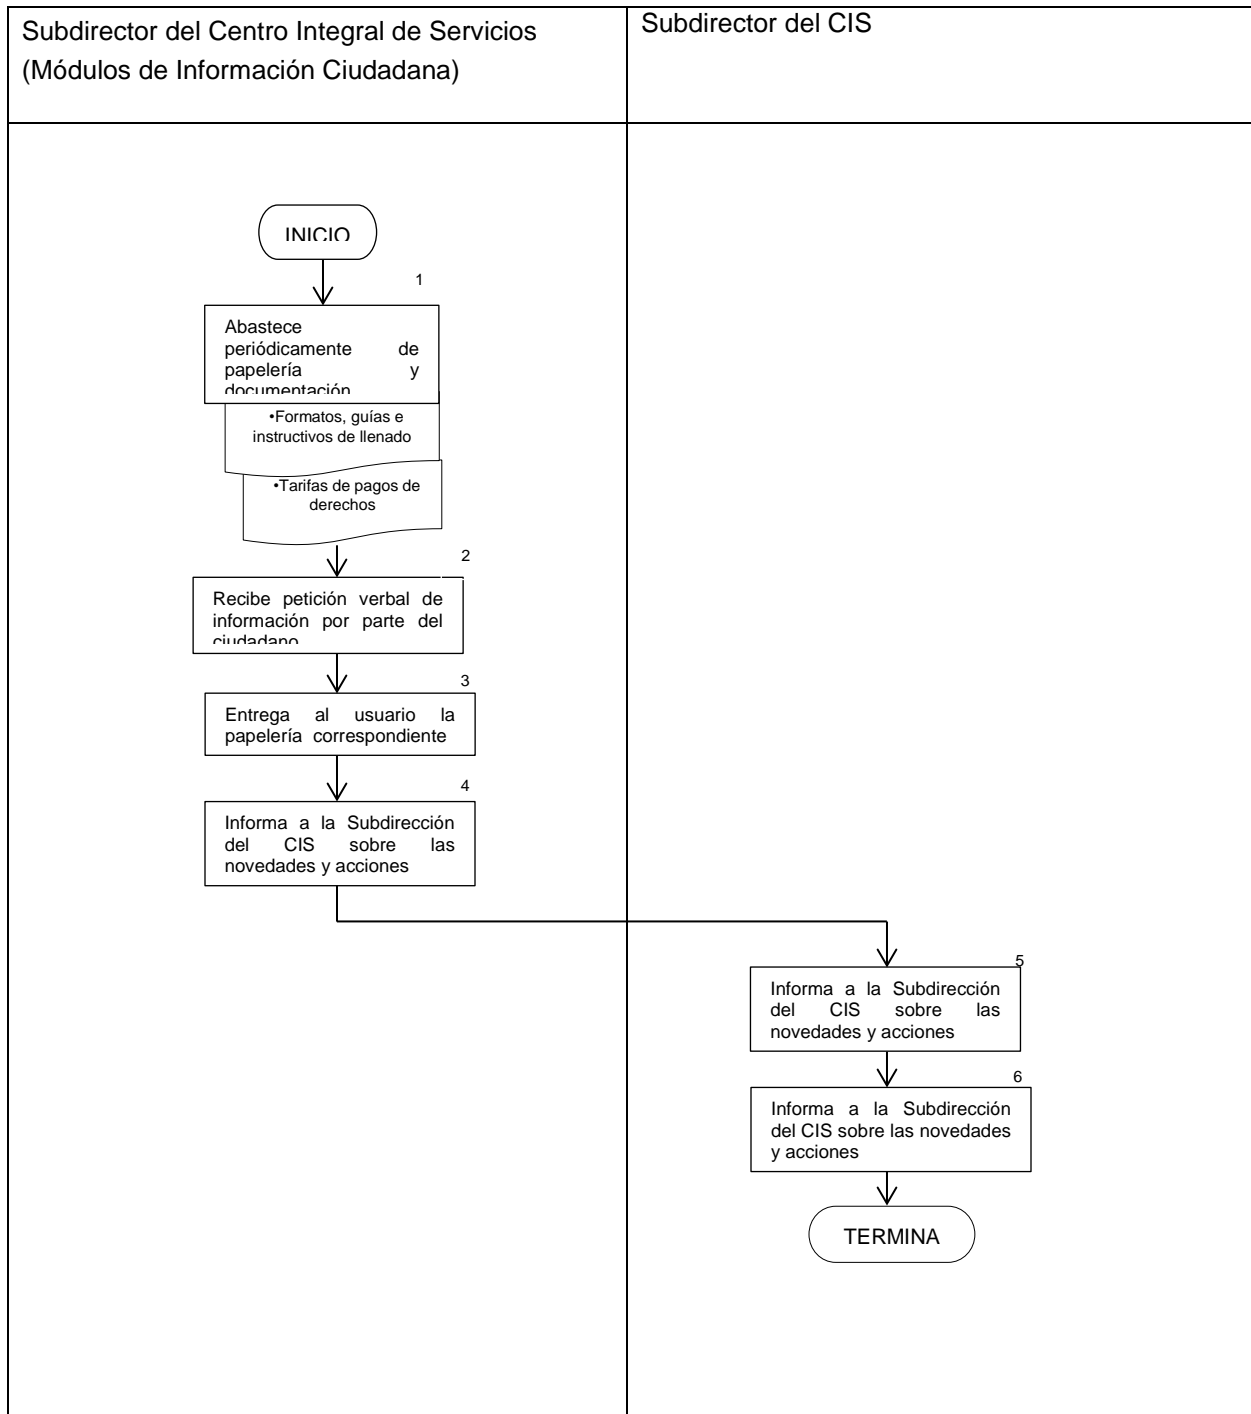 Subdirector del Centro Integral de Servicios
(Módulos de Información Ciudadana)
Subdirector del CIS
INICIO
1
Abastece
periódicamente de
papelería y
documentación
•Formatos, guías e
instructivos de llenado
•Tarifas de pagos de
derechos
2
Recibe petición verbal de
información por parte del
ciudadano
3
Entrega al usuario la
papelería correspondiente
4
Informa a la Subdirección
del CIS sobre las
novedades y acciones
5
Informa a la Subdirección
del CIS sobre las
novedades y acciones
6
Informa a la Subdirección
del CIS sobre las novedades
y acciones
TERMINA